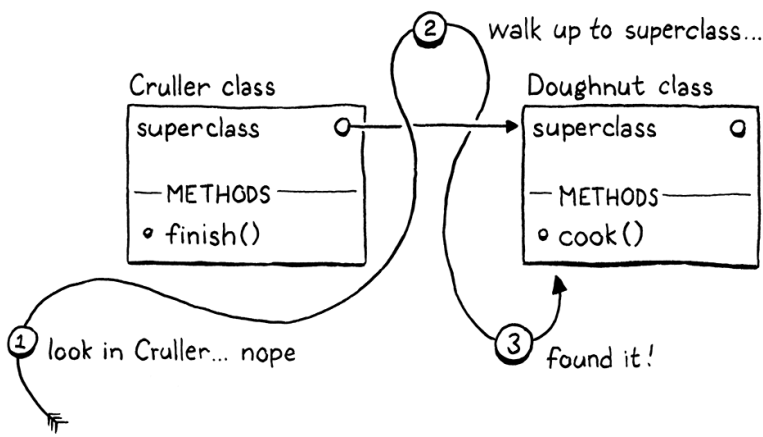 2 walk up to superclass...
Cruller class
superclass
METHODS
finish()
Doughnut class
superclass
METHODS
cook()
1 look in Cruller... nope
3 found it!